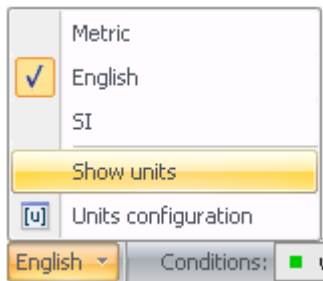 Metric
English
SI
Show units
[u] Units configuration
English Conditions: